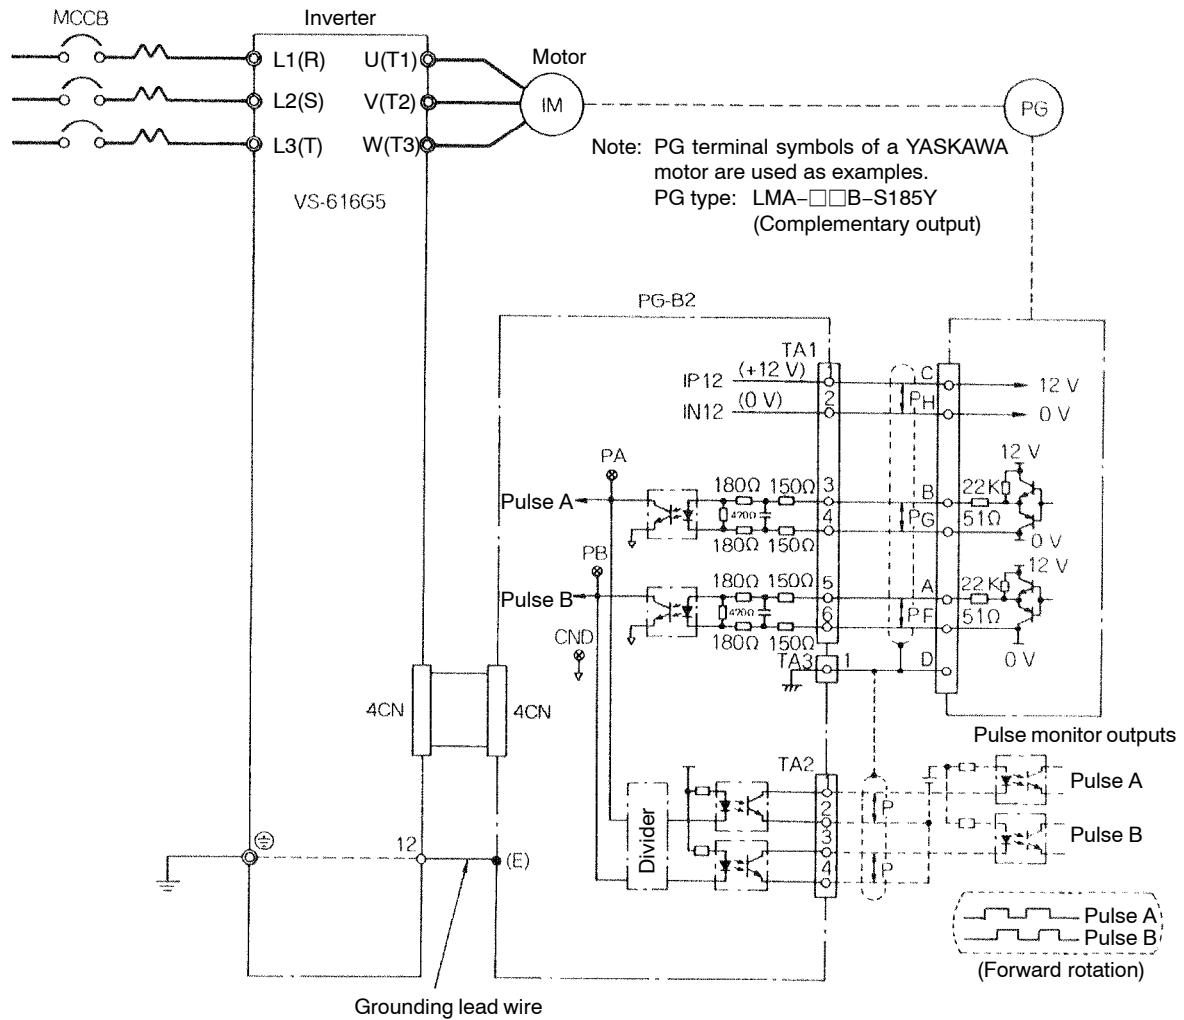 MCCB
Inverter
L1(R) U(T1)
L2(S) V(T2)
L3(T) W(T3)
VS-616G5
Motor
IM
PG
Note: PG terminal symbols of a YASKAWA
motor are used as examples.
PG type: LMA–□□B–S185Y
(Complementary output)
PG-B2
TA1
IP12 (+12 V) 1 C 12 V
PH
IN12 (0 V) 2 0 V
PA
12 V
Pulse A 180Ω 150Ω 3 B 22K
470Ω
180Ω 150Ω 4 PG 51Ω
0 V
PB
12 V
Pulse B 180Ω 150Ω 5 A 22K
470Ω
180Ω 150Ω 6 PF 51Ω
0 V
CND
TA3 1 D
4CN 4CN
Pulse monitor outputs
TA2
1 Pulse A
P
2
Divider
3 Pulse B
P
4
12 (E)
Pulse A
Pulse B
(Forward rotation)
Grounding lead wire